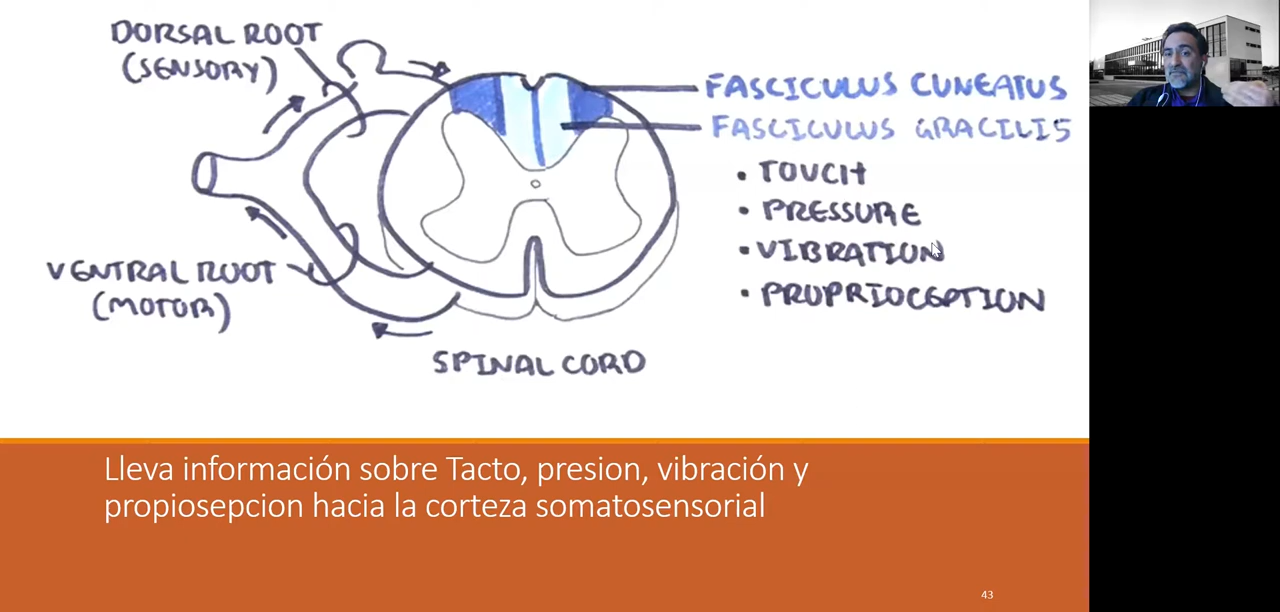 DORSAL ROOT
(SENSORY)
FASCICULUS CUNEATUS
FASCICULUS GRACILIS
• TOUCH
• PRESSURE
• VIBRATION
• PROPRIOCEPTION
VENTRAL ROOT
(MOTOR)
SPINAL CORD
Lleva información sobre Tacto, presion, vibración y
propiosepcion hacia la corteza somatosensorial
43